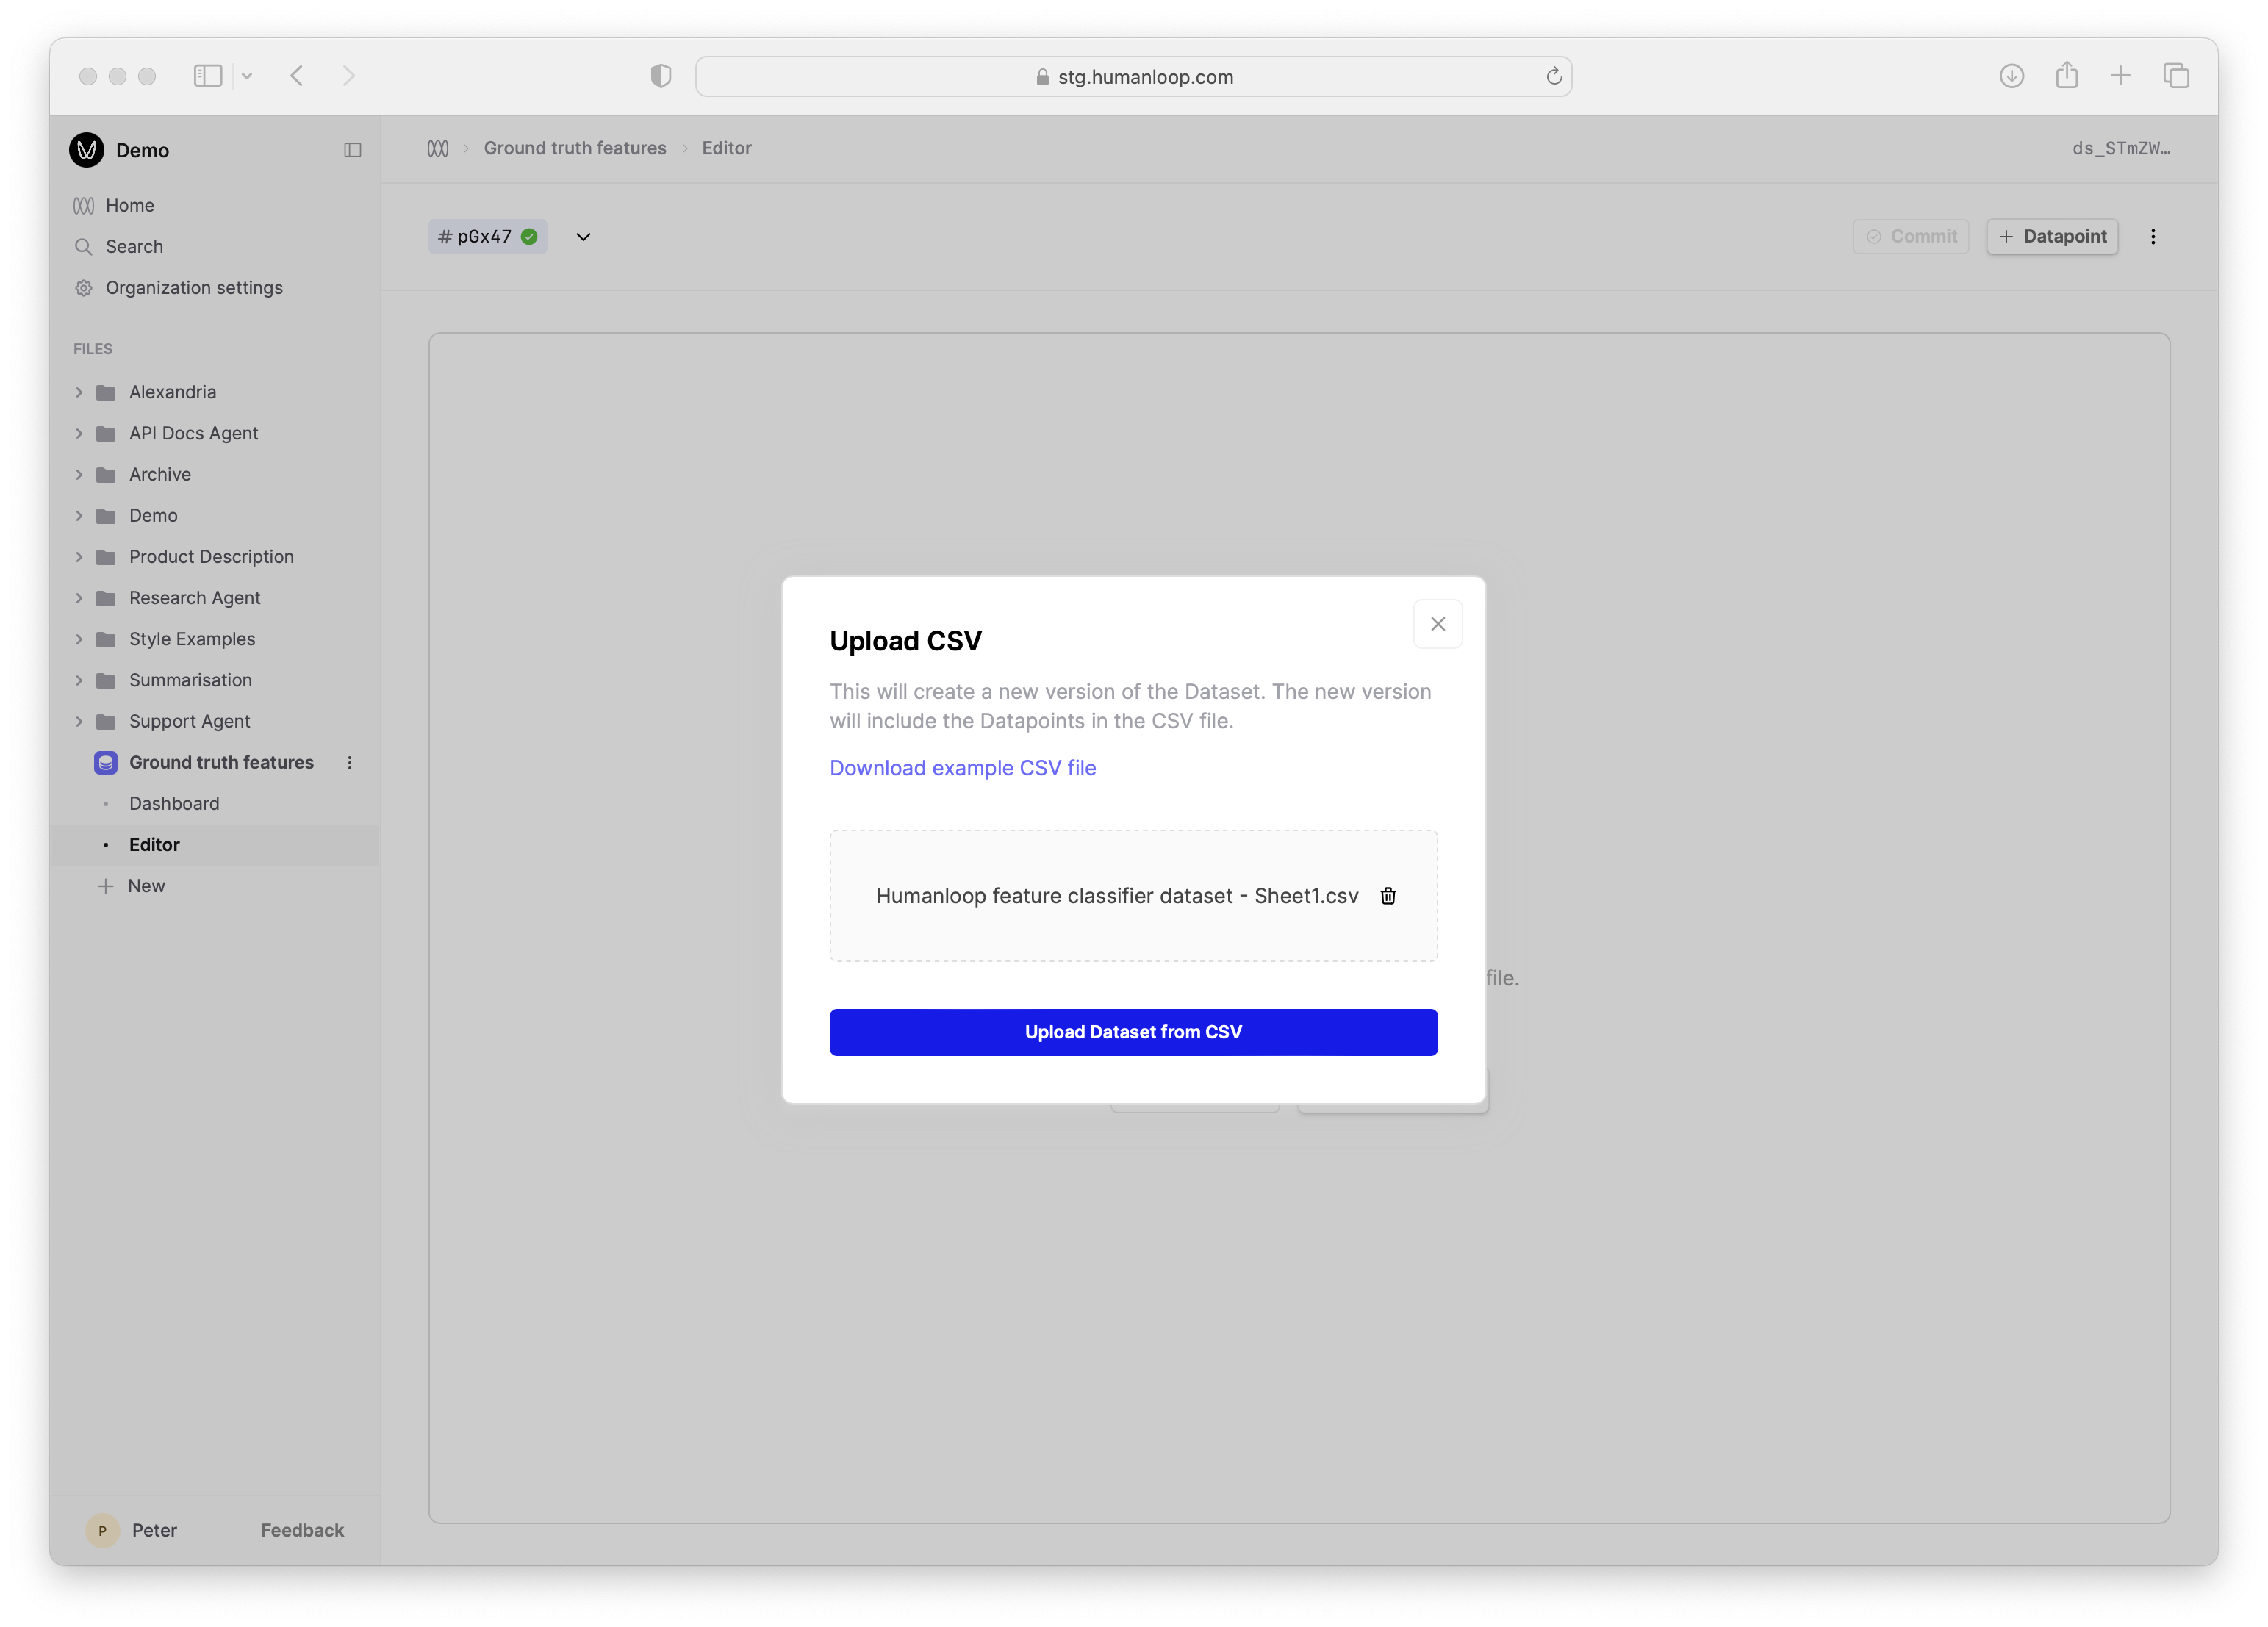 stg.humanloop.com
Demo
Ground truth features
Editor
ds_STmZW…
Home
Search
Organization settings
#pGx47
Commit
+ Datapoint
FILES
Alexandria
API Docs Agent
Archive
Demo
Product Description
Research Agent
Style Examples
Summarisation
Support Agent
Ground truth features
Dashboard
Editor
New
Upload CSV
This will create a new version of the Dataset. The new version
will include the Datapoints in the CSV file.
Download example CSV file
Humanloop feature classifier dataset - Sheet1.csv
file.
Upload Dataset from CSV
P
Peter
Feedback